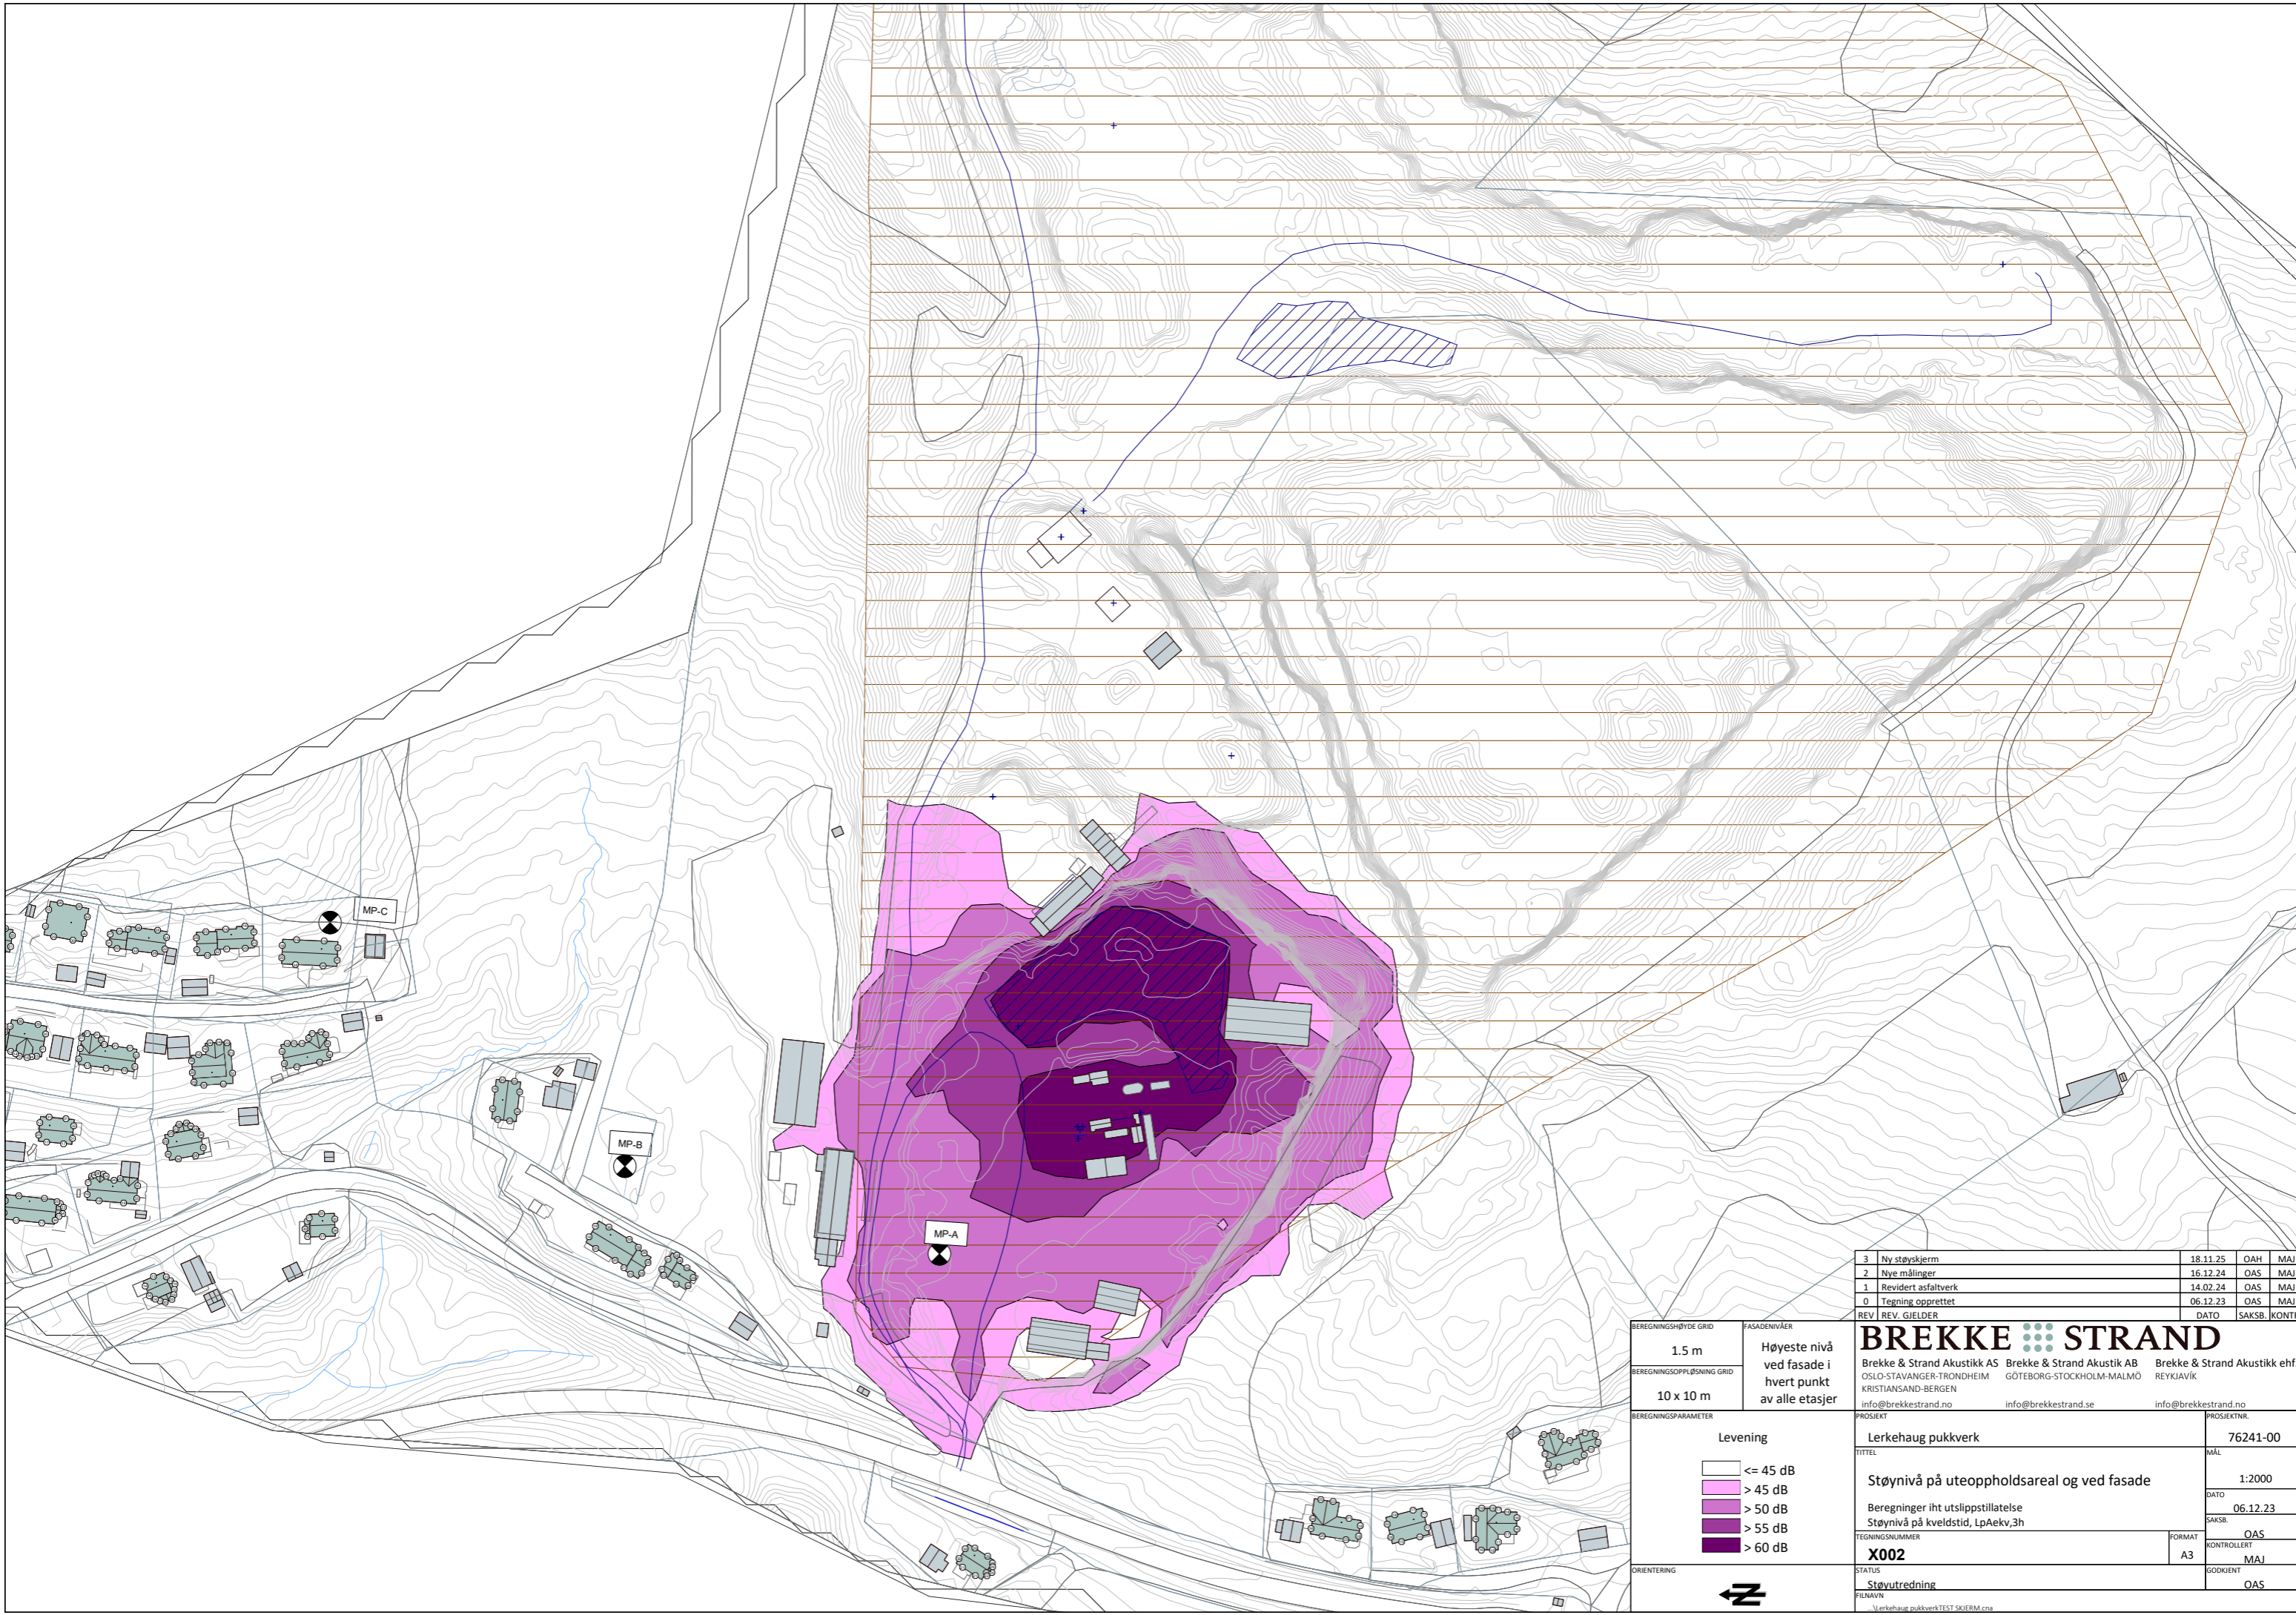 MP-C
MP-B
MP-A
3 Ny støyskjerm 18.11.25 OAH MAJ
2 Nye målinger 16.12.24 OAS MAJ
1 Revidert asfaltverk 14.02.24 OAS MAJ
0 Tegning opprettet 06.12.23 OAS MAJ
REV REV. GJELDER DATO SAKSB. KONTR
BEREGNINGSHØYDE GRID
1.5 m
BEREGNINGSOPPLØSNING GRID
10 x 10 m
FASADENIVÅER
Høyeste nivå
ved fasade i
hvert punkt
av alle etasjer
BREKKE STRAND
Brekke & Strand Akustikk AS Brekke & Strand Akustik AB Brekke & Strand Akustikk ehf
OSLO-STAVANGER-TRONDHEIM GÖTEBORG-STOCKHOLM-MALMÖ REYKJAVÍK
KRISTIANSAND-BERGEN
info@brekkestrand.no info@brekkestrand.se info@brekkestrand.no
BEREGNINGSPARAMETER
Levening
<= 45 dB
> 45 dB
> 50 dB
> 55 dB
> 60 dB
ORIENTERING
N
PROSJEKT
Lerkehaug pukkverk
PROSJEKTNR.
76241-00
TITTEL
Støynivå på uteoppholdsareal og ved fasade
Beregninger iht utslippstillatelse
Støynivå på kveldstid, LpAekv,3h
MÅL
1:2000
DATO
06.12.23
SAKSB.
OAS
TEGNINGSNUMMER
X002
FORMAT
A3
KONTROLLERT
MAJ
STATUS
Støyutredning
GODKJENT
OAS
FILNAVN
...\Lerkehaug pukkverkTEST SKJERM.cna